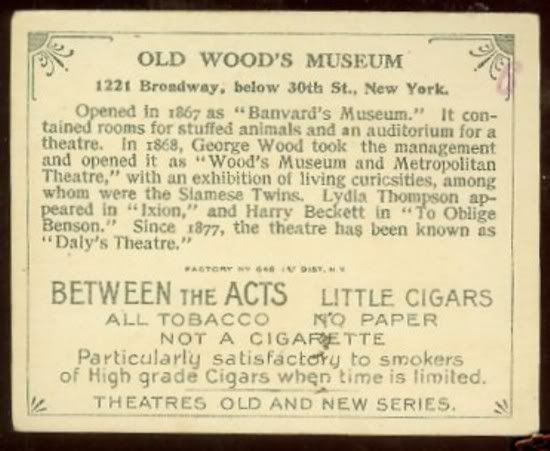 OLD WOOD'S MUSEUM
1221 Broadway, below 30th St., New York.
Opened in 1867 as "Banvard's Museum." It con-
tained rooms for stuffed animals and an auditorium for a
theatre. In 1868, George Wood took the management
and opened it as "Wood's Museum and Metropolitan
Theatre," with an exhibition of living curiosities, among
whom were the Siamese Twins. Lydia Thompson ap-
peared in "Ixion," and Harry Beckett in "To Oblige
Benson." Since 1877, the theatre has been known as
"Daly's Theatre."
FACTORY Nº 649 1ST DIST. N.Y.
BETWEEN THE ACTS LITTLE CIGARS
ALL TOBACCO NO PAPER
NOT A CIGARETTE
Particularly satisfactory to smokers
of High grade Cigars when time is limited.
THEATRES OLD AND NEW SERIES.